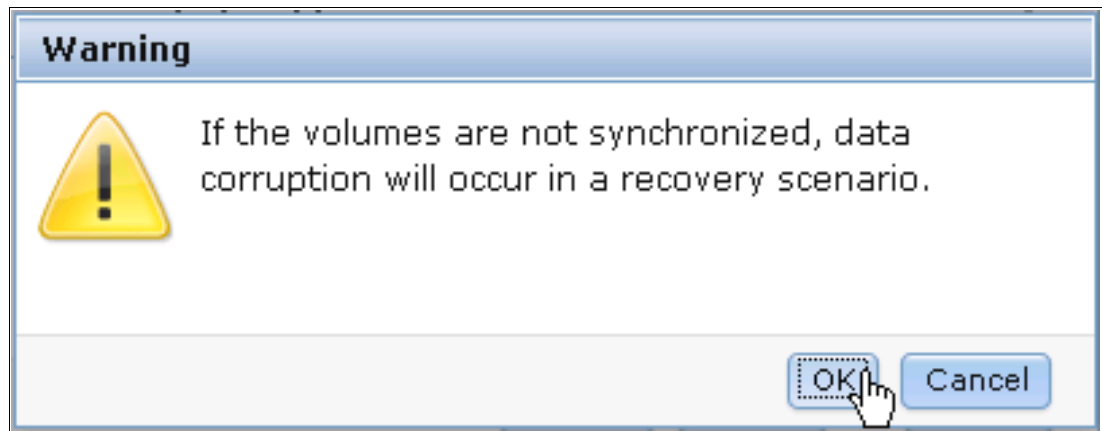 Warning
If the volumes are not synchronized, data
corruption will occur in a recovery scenario.
OK
Cancel